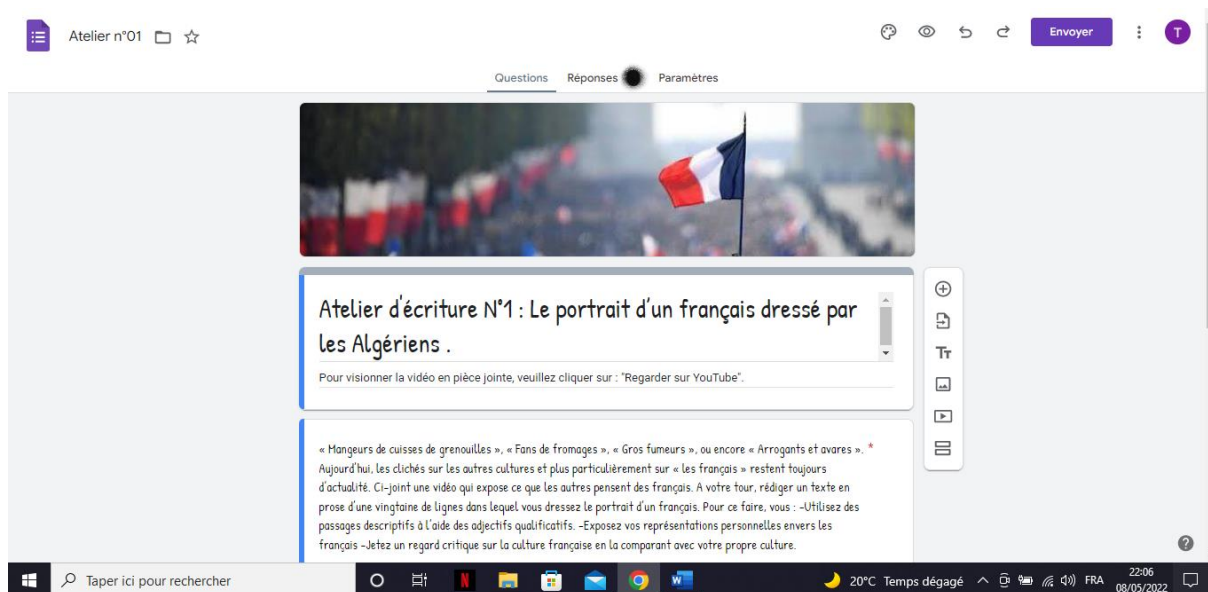 Atelier n°01
Envoyer
T
Questions Réponses Paramètres
Atelier d'écriture N°1 : Le portrait d'un français dressé par
les Algériens .
Pour visionner la vidéo en pièce jointe, veuillez cliquer sur : "Regarder sur YouTube".
« Mangeurs de cuisses de grenouilles », « Fans de fromages », « Gros fumeurs », ou encore « Arrogants et avares ». *
Aujourd'hui, les clichés sur les autres cultures et plus particulièrement sur « les français » restent toujours
d'actualité. Ci-joint une vidéo qui expose ce que les autres pensent des français. A votre tour, rédiger un texte en
prose d'une vingtaine de lignes dans lequel vous dressez le portrait d'un français. Pour ce faire, vous : -Utilisez des
passages descriptifs à l'aide des adjectifs qualificatifs. -Exposez vos représentations personnelles envers les
français -Jetez un regard critique sur la culture française en la comparant avec votre propre culture.
Taper ici pour rechercher
20°C Temps dégagé
FRA
22:06
08/05/2022